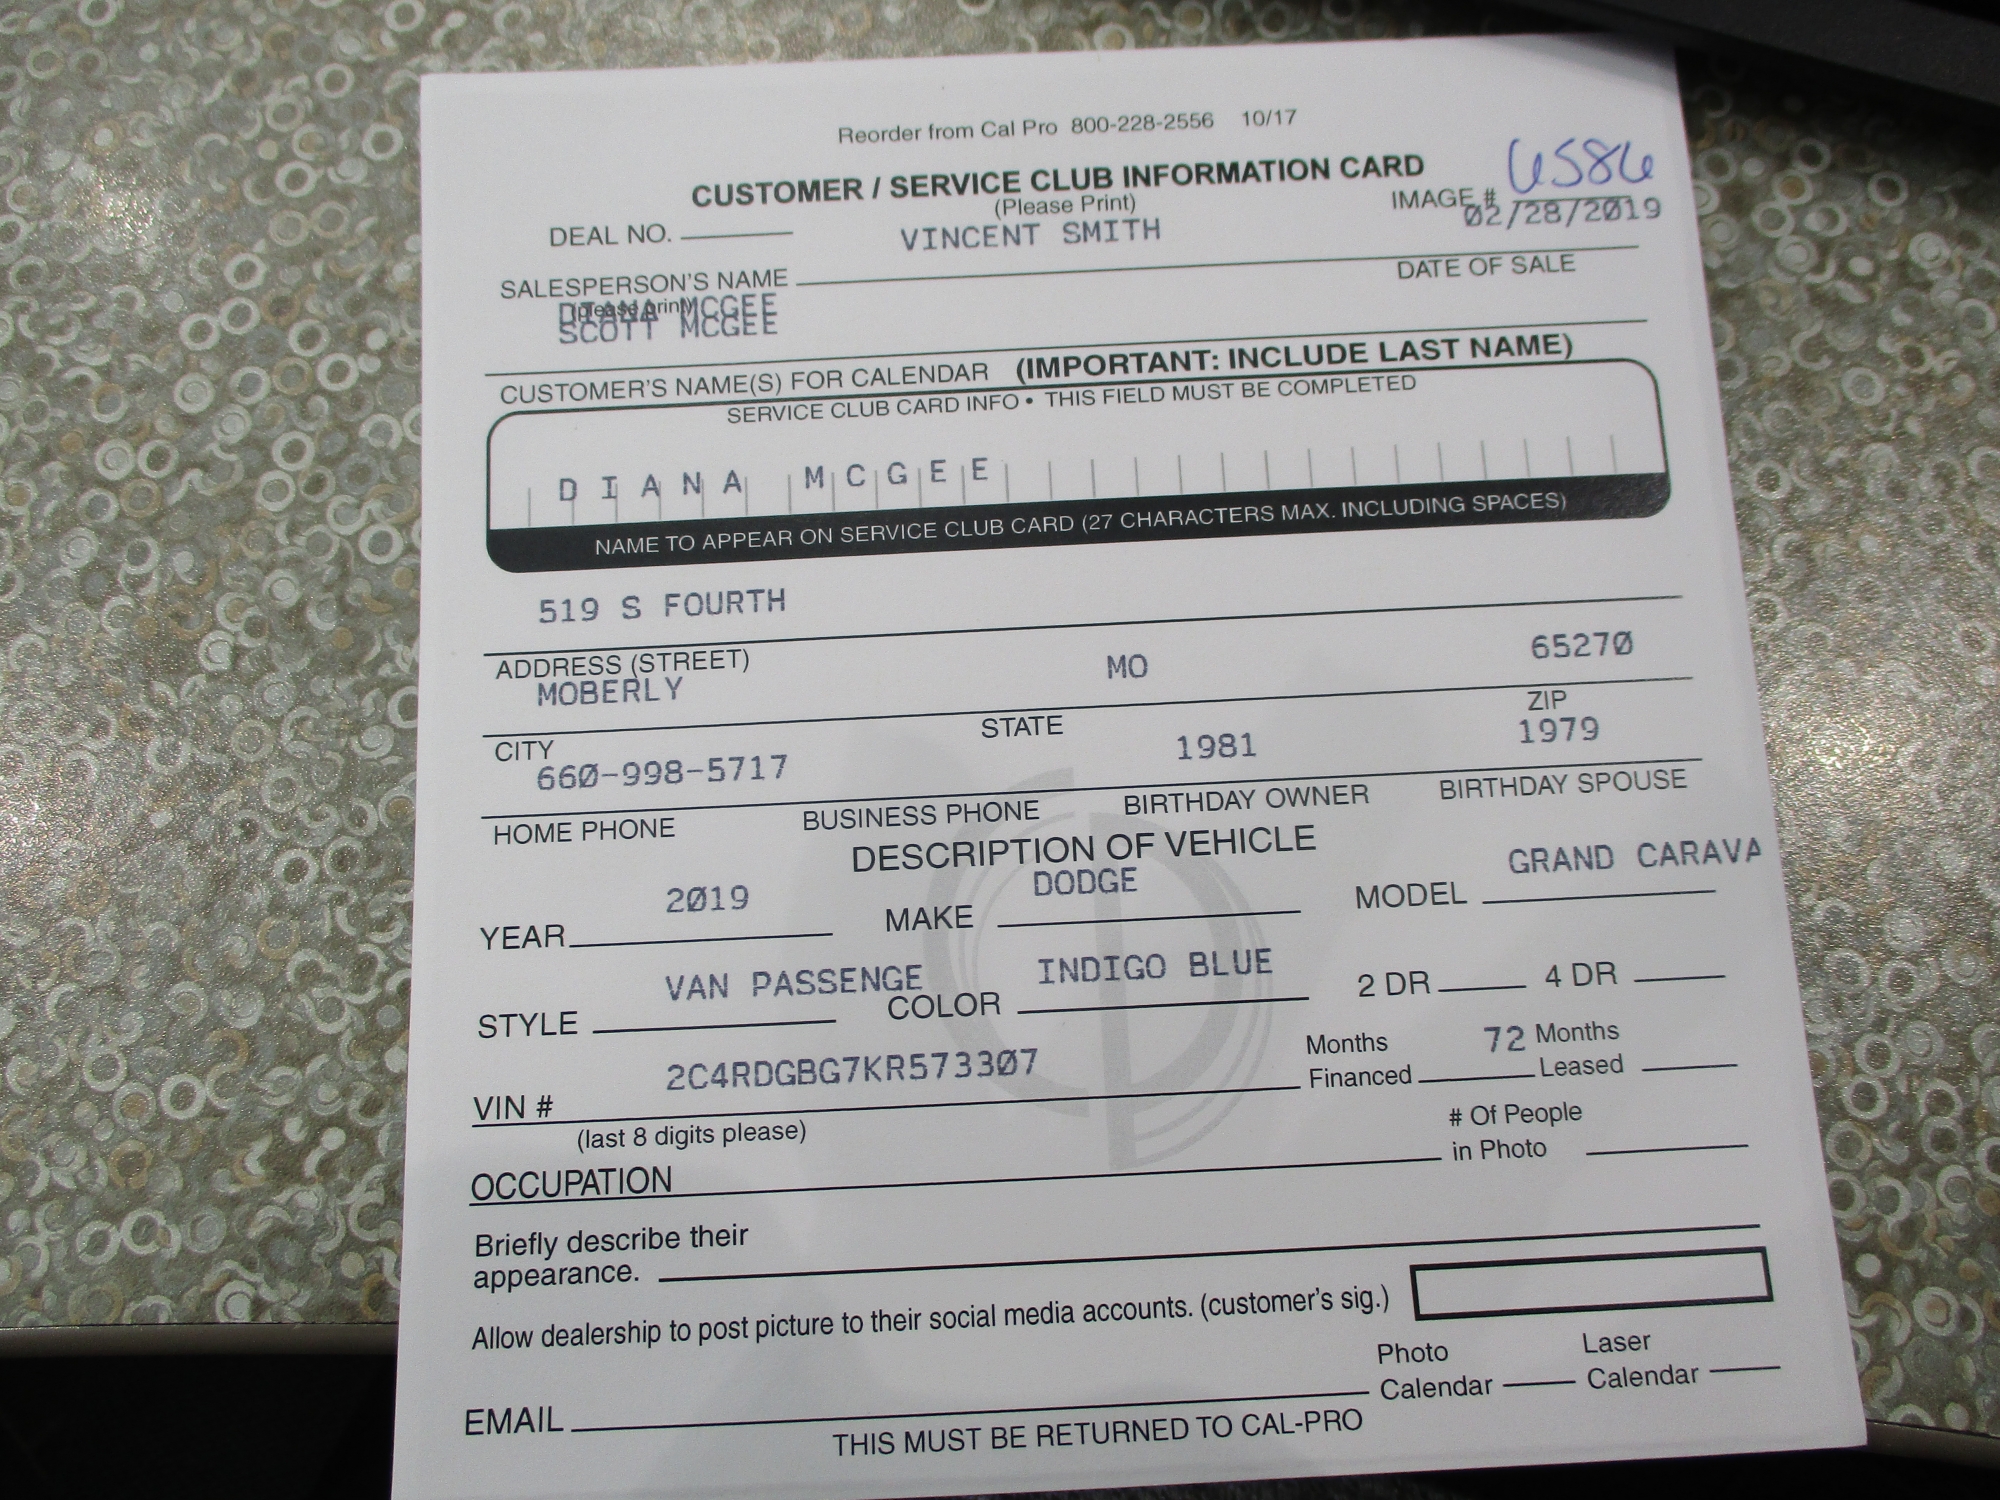 Reorder from Cal Pro 800-228-2556 10/17
CUSTOMER / SERVICE CLUB INFORMATION CARD
(Please Print)
IMAGE # 6586
DEAL NO.
VINCENT SMITH
02/28/2019
SALESPERSON'S NAME
DATE OF SALE
(please print)
DIANA MCGEE
SCOTT MCGEE
CUSTOMER'S NAME(S) FOR CALENDAR (IMPORTANT: INCLUDE LAST NAME)
SERVICE CLUB CARD INFO • THIS FIELD MUST BE COMPLETED
DIANA MCGEE
NAME TO APPEAR ON SERVICE CLUB CARD (27 CHARACTERS MAX. INCLUDING SPACES)
519 S FOURTH
ADDRESS (STREET)
MOBERLY MO 65270
CITY STATE ZIP
660-998-5717 1981 1979
HOME PHONE BUSINESS PHONE BIRTHDAY OWNER BIRTHDAY SPOUSE
DESCRIPTION OF VEHICLE
YEAR 2019 MAKE DODGE MODEL GRAND CARAVA
STYLE VAN PASSENGE COLOR INDIGO BLUE 2 DR 4 DR
VIN # 2C4RDGBG7KR573307 Months Financed 72 Months Leased
(last 8 digits please)
OCCUPATION # Of People in Photo
Briefly describe their
appearance.
Allow dealership to post picture to their social media accounts. (customer's sig.)
EMAIL Photo Calendar Laser Calendar
THIS MUST BE RETURNED TO CAL-PRO